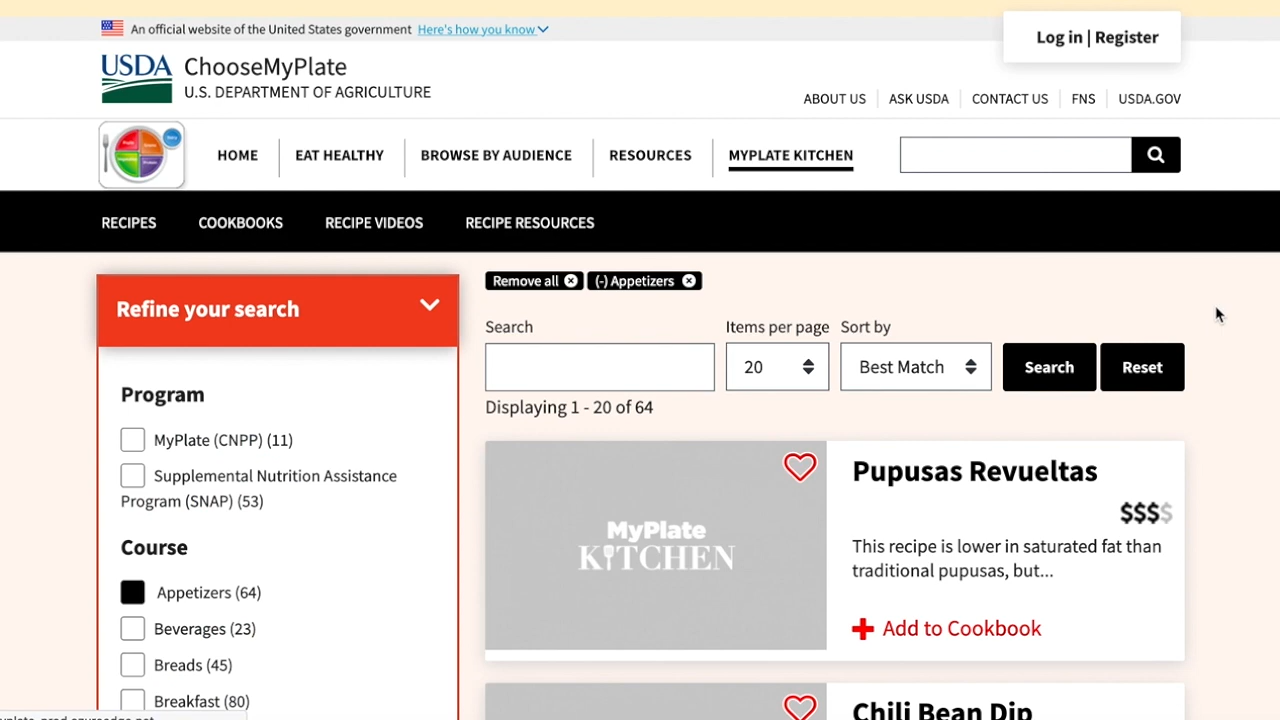 An official website of the United States government Here's how you know
Log in | Register
USDA ChooseMyPlate
U.S. DEPARTMENT OF AGRICULTURE
ABOUT US ASK USDA CONTACT US FNS USDA.GOV
HOME EAT HEALTHY BROWSE BY AUDIENCE RESOURCES MYPLATE KITCHEN
RECIPES COOKBOOKS RECIPE VIDEOS RECIPE RESOURCES
Refine your search
Program
MyPlate (CNPP) (11)
Supplemental Nutrition Assistance
Program (SNAP) (53)
Course
Appetizers (64)
Beverages (23)
Breads (45)
Breakfast (80)
Remove all (-) Appetizers
Search Items per page Sort by
20 Best Match Search Reset
Displaying 1 - 20 of 64
MyPlate
KITCHEN
Pupusas Revueltas
$$$$
This recipe is lower in saturated fat than
traditional pupusas, but...
Add to Cookbook
Chili Bean Dip